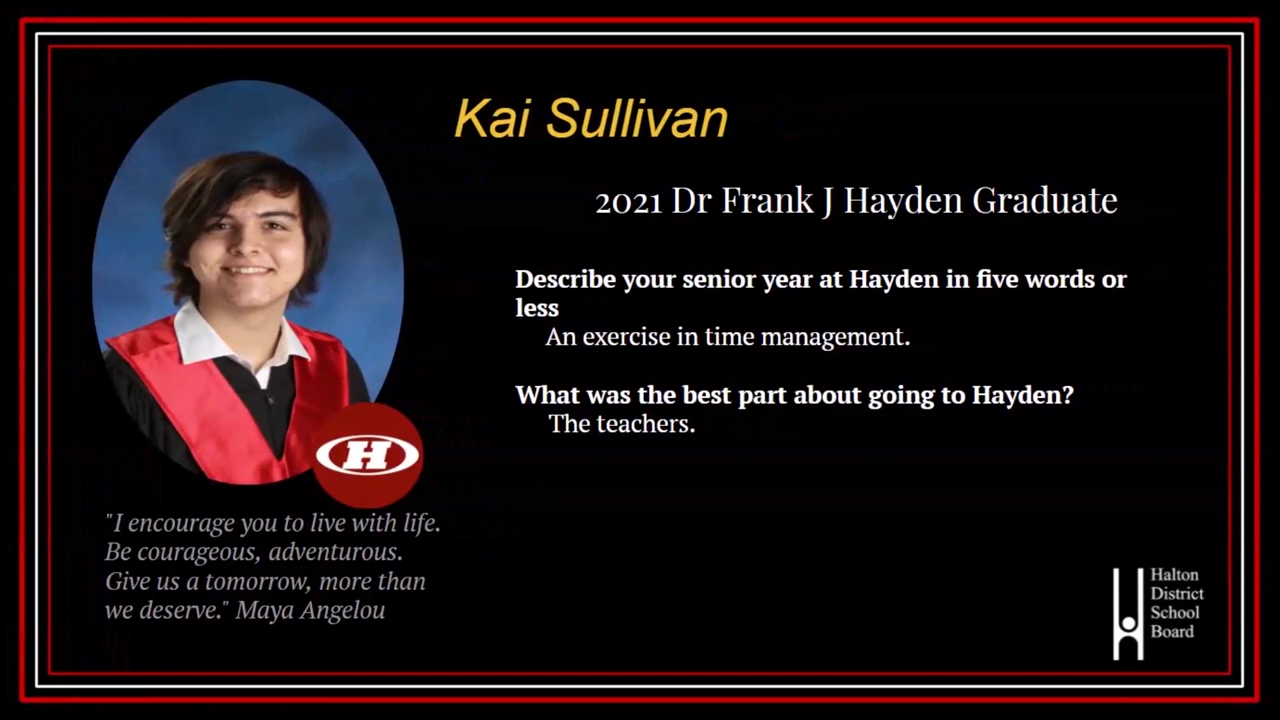 Kai Sullivan
2021 Dr Frank J Hayden Graduate
Describe your senior year at Hayden in five words or
less
An exercise in time management.
What was the best part about going to Hayden?
The teachers.
H
"I encourage you to live with life.
Be courageous, adventurous.
Give us a tomorrow, more than
we deserve." Maya Angelou
Halton
District
School
Board